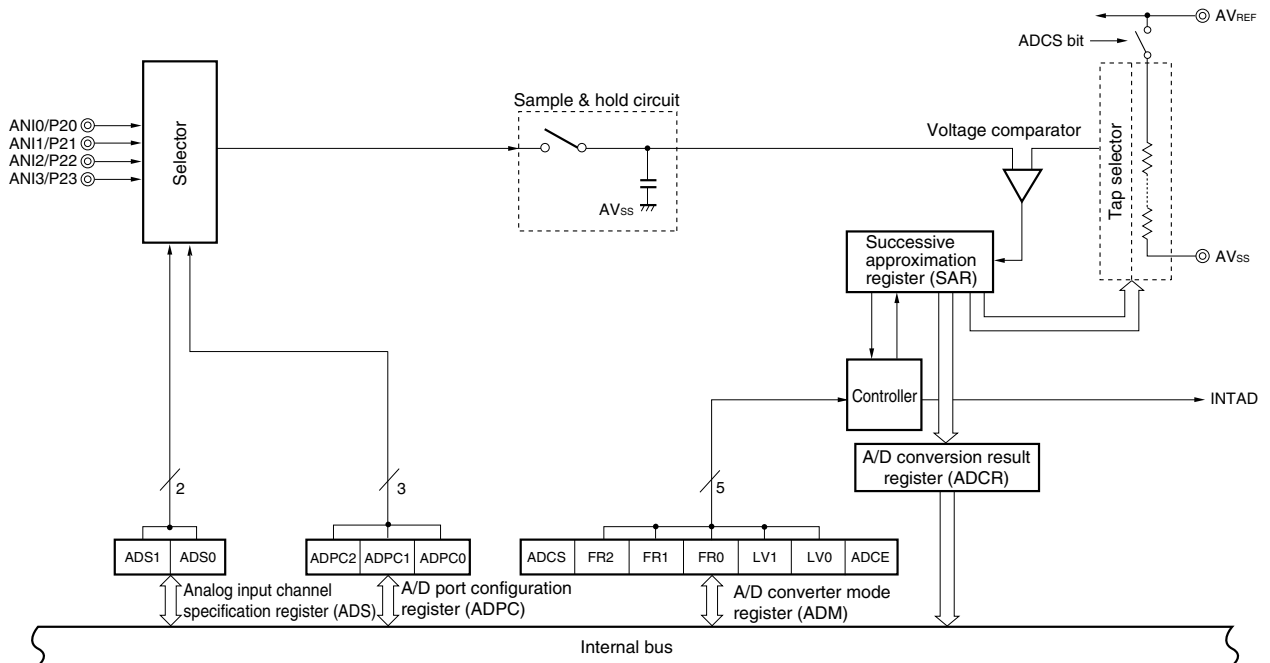 AVREF
ADCS bit
Sample & hold circuit
ANI0/P20
ANI1/P21
ANI2/P22
ANI3/P23
Selector
Voltage comparator
Tap selector
AVSS
Successive
approximation
register (SAR)
AVSS
Controller
INTAD
A/D conversion result
register (ADCR)
2
3
5
ADS1
ADS0
ADPC2
ADPC1
ADPC0
ADCS
FR2
FR1
FR0
LV1
LV0
ADCE
Analog input channel
specification register (ADS)
A/D port configuration
register (ADPC)
A/D converter mode
register (ADM)
Internal bus